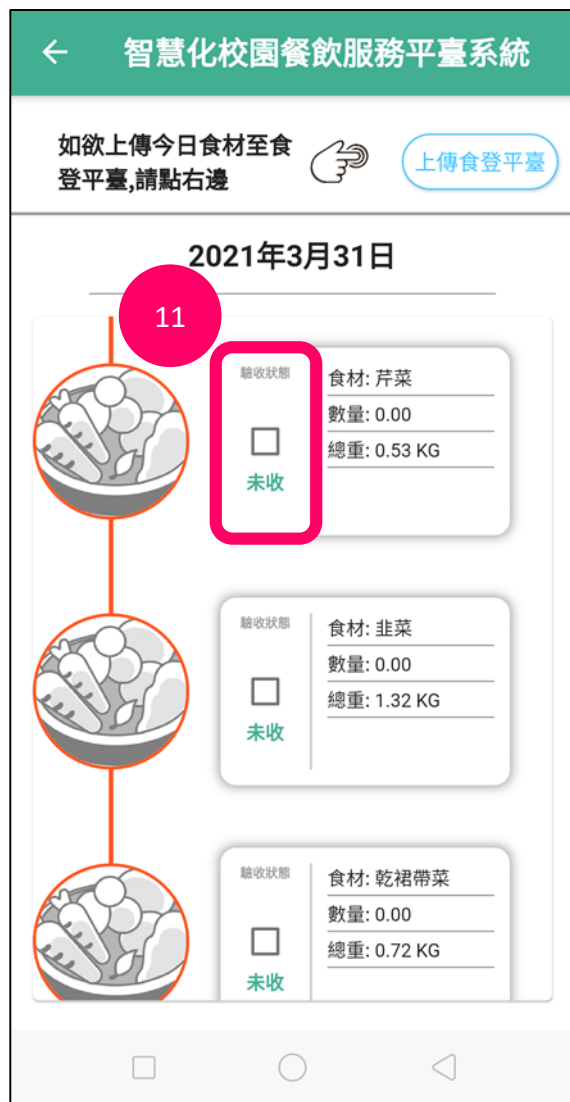 智慧化校園餐飲服務平臺系統
如欲上傳今日食材至食
登平臺,請點右邊
上傳食登平臺
2021年3月31日
11
驗收狀態
未收
食材: 芹菜
數量: 0.00
總重: 0.53 KG
驗收狀態
未收
食材: 韭菜
數量: 0.00
總重: 1.32 KG
驗收狀態
未收
食材: 乾裙帶菜
數量: 0.00
總重: 0.72 KG